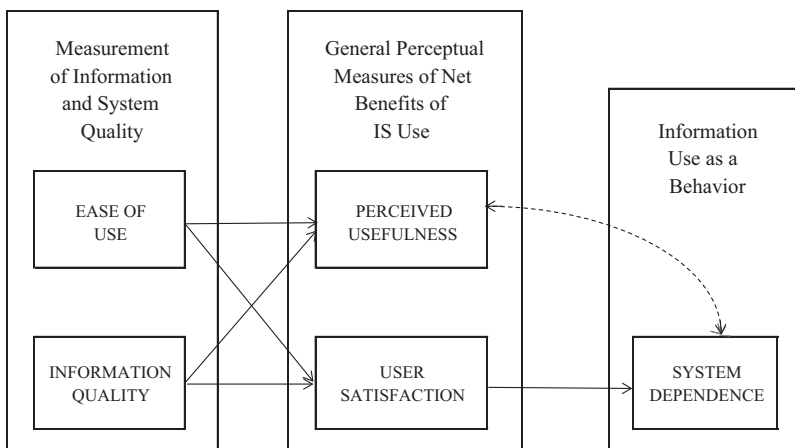 Measurement
of Information
and System
Quality
EASE OF
USE
INFORMATION
QUALITY
General Perceptual
Measures of Net
Benefits of
IS Use
PERCEIVED
USEFULNESS
USER
SATISFACTION
Information
Use as a
Behavior
SYSTEM
DEPENDENCE